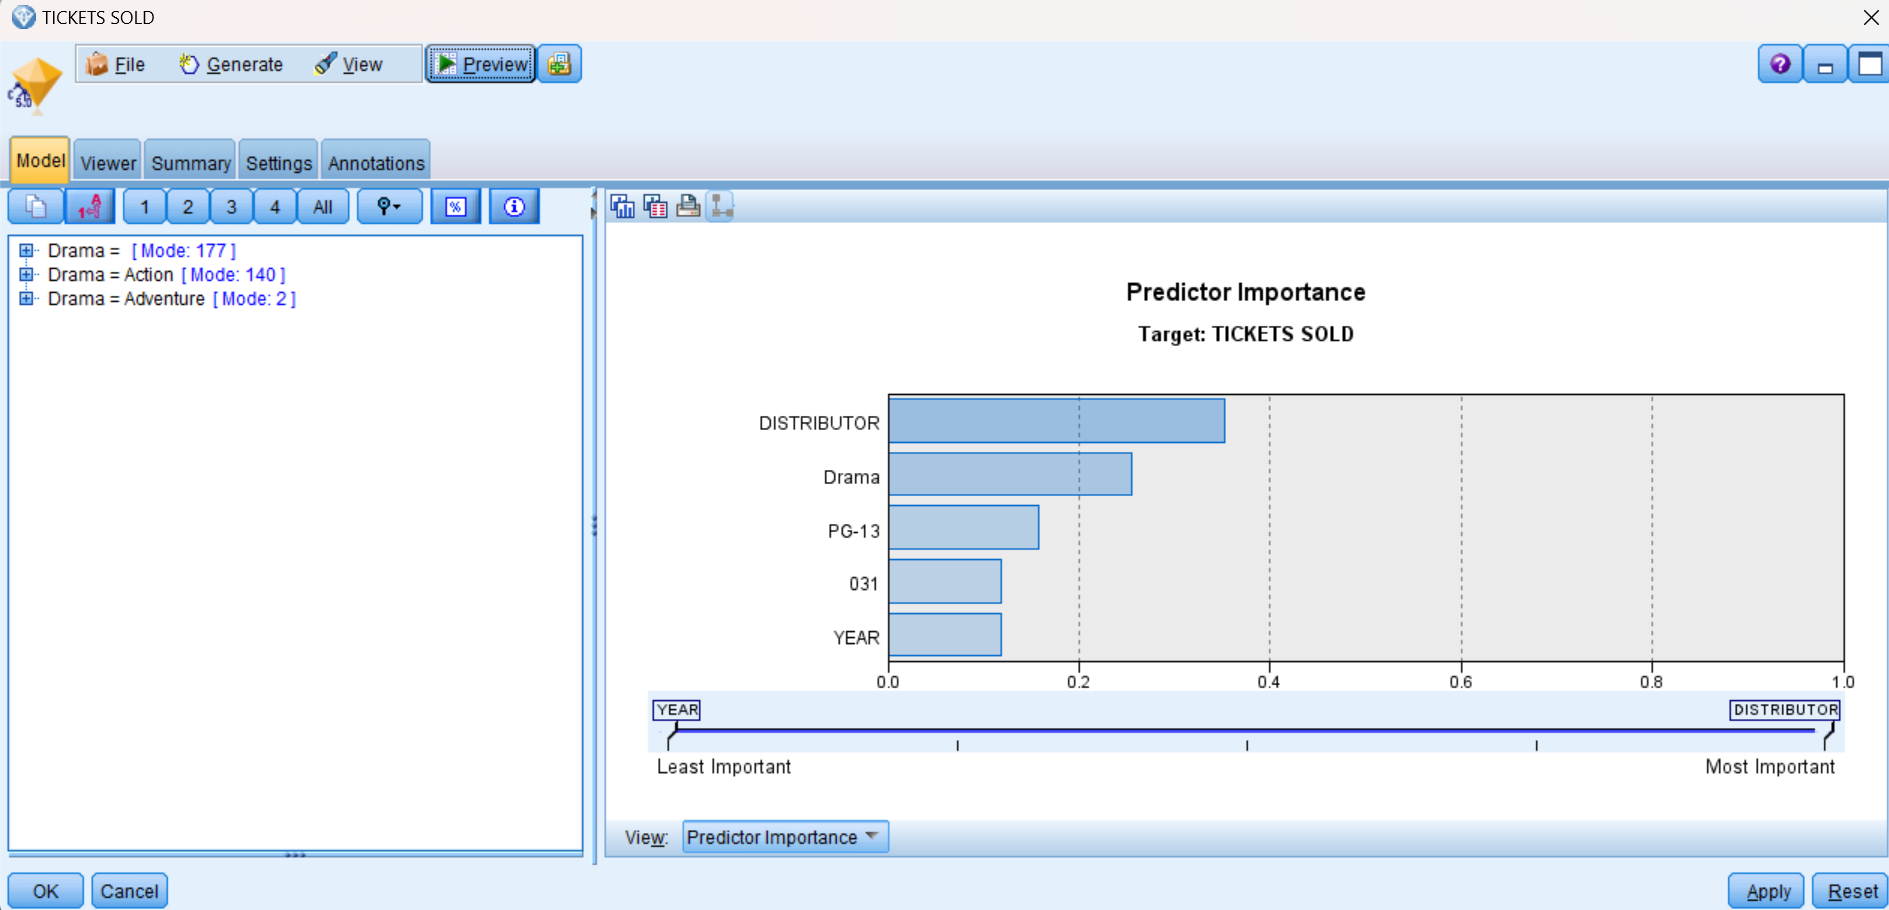 TICKETS SOLD
File Generate View Preview
C 5.0
Model Viewer Summary Settings Annotations
1 2 3 4 All
Drama = [ Mode: 177 ]
Drama = Action [ Mode: 140 ]
Drama = Adventure [ Mode: 2 ]
Predictor Importance
Target: TICKETS SOLD
DISTRIBUTOR
Drama
PG-13
031
YEAR
0.0 0.2 0.4 0.6 0.8 1.0
YEAR DISTRIBUTOR
Least Important Most Important
View: Predictor Importance
OK Cancel Apply Reset